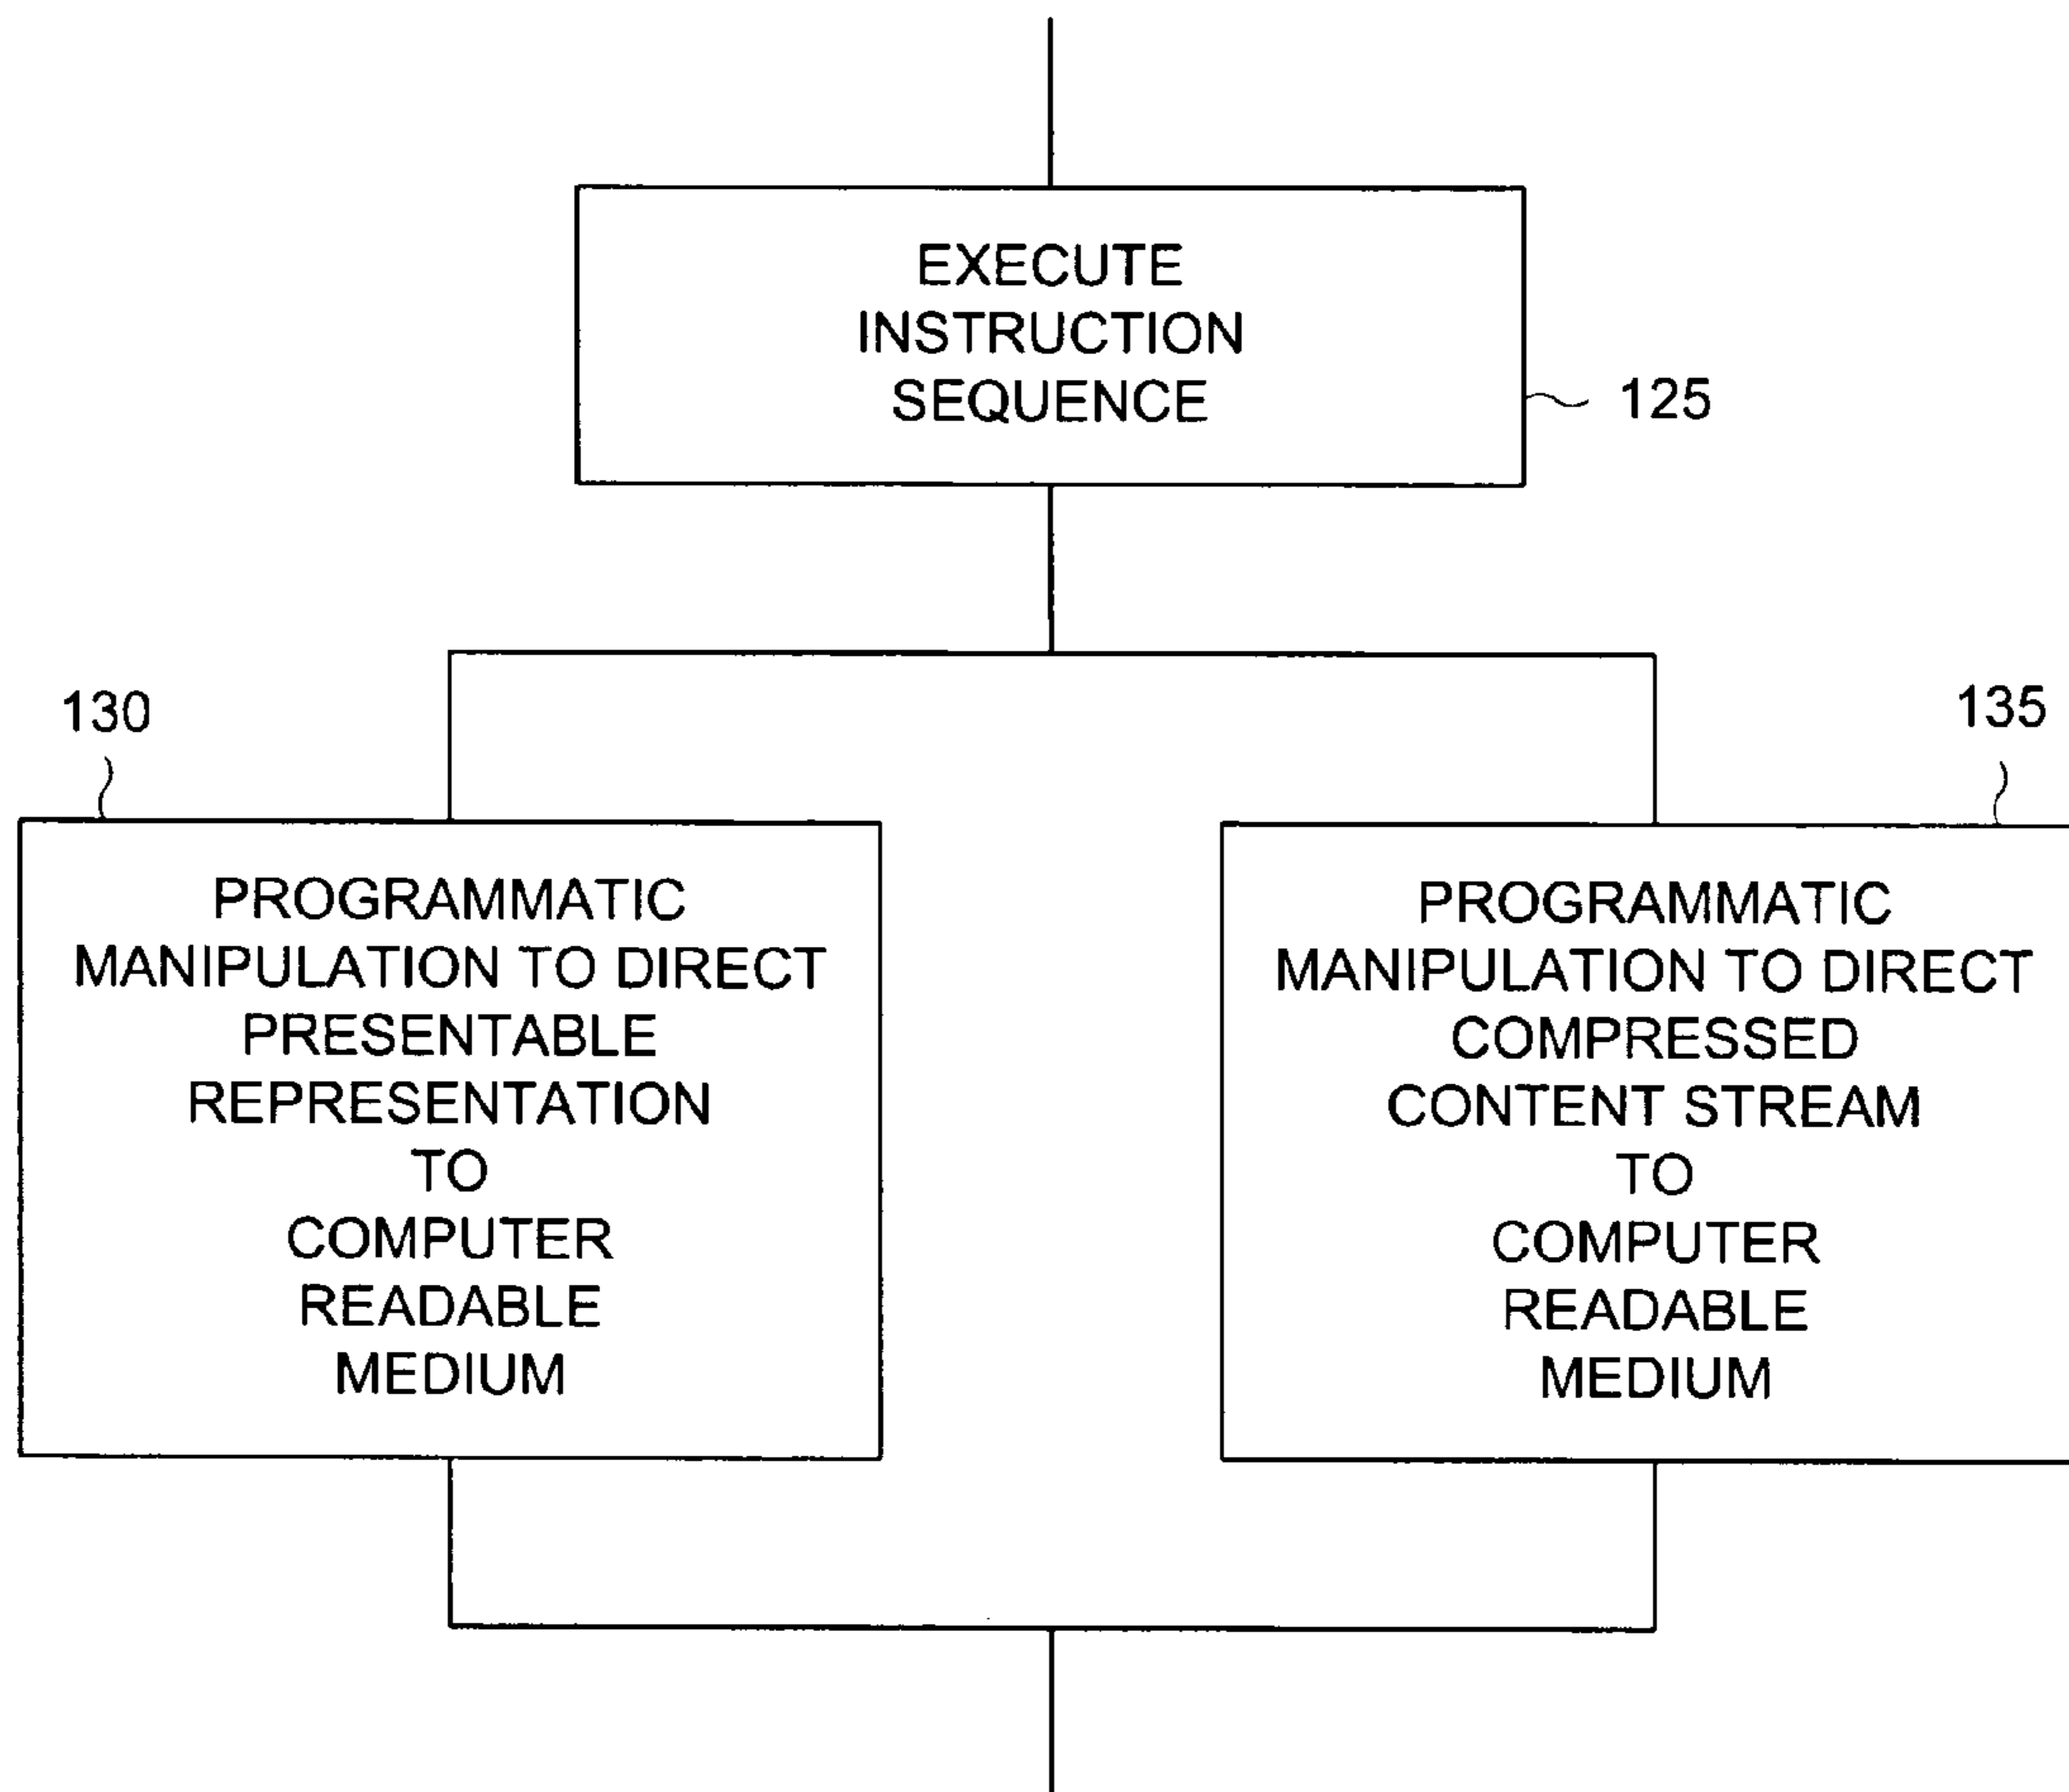 EXECUTE
INSTRUCTION
SEQUENCE
125
130
PROGRAMMATIC
MANIPULATION TO DIRECT
PRESENTABLE
REPRESENTATION
TO
COMPUTER
READABLE
MEDIUM
135
PROGRAMMATIC
MANIPULATION TO DIRECT
COMPRESSED
CONTENT STREAM
TO
COMPUTER
READABLE
MEDIUM